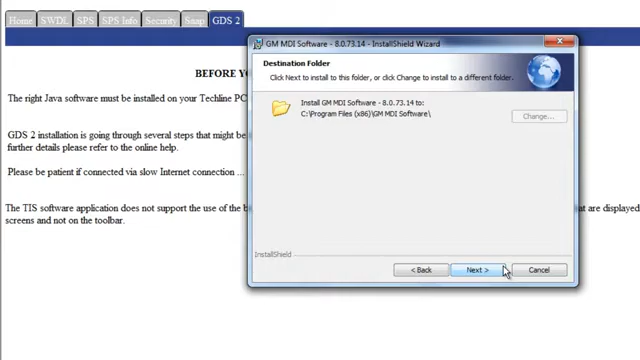 Home SWDL SPS SPS Info Security Snap GDS 2
GM MDI Software - 8.0.73.14 - InstallShield Wizard
Destination Folder
Click Next to install to this folder, or click Change to install to a different folder.
Install GM MDI Software - 8.0.73.14 to:
C:\Program Files (x86)\GM MDI Software\
Change...
InstallShield
< Back
Next >
Cancel
BEFORE
The right Java software must be installed on your Techline PC
GDS 2 installation is going through several steps that might be
further details please refer to the online help.
Please be patient if connected via slow Internet connection ...
The TIS software application does not support the use of the
at are displayed
screens and not on the toolbar.